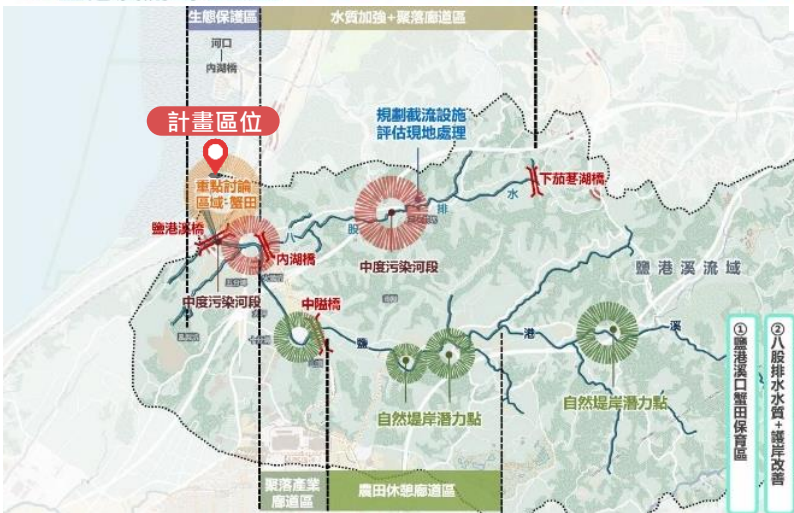 生態保護區
水質加強+聚落廊道區
河口
內湖橋
計畫區位
規劃截流設施
評估現地處理
重點討論
區域-蟹田
下茄苳湖橋
水
排
股
八
鹽港溪橋
內湖橋
中度污染河段
鹽港溪流域
中度污染河段
中隘橋
鹽
港
溪
自然堤岸潛力點
自然堤岸潛力點
①鹽港溪口蟹田保育區
②八股排水水質+護岸改善
聚落產業
廊道區
農田休憩廊道區